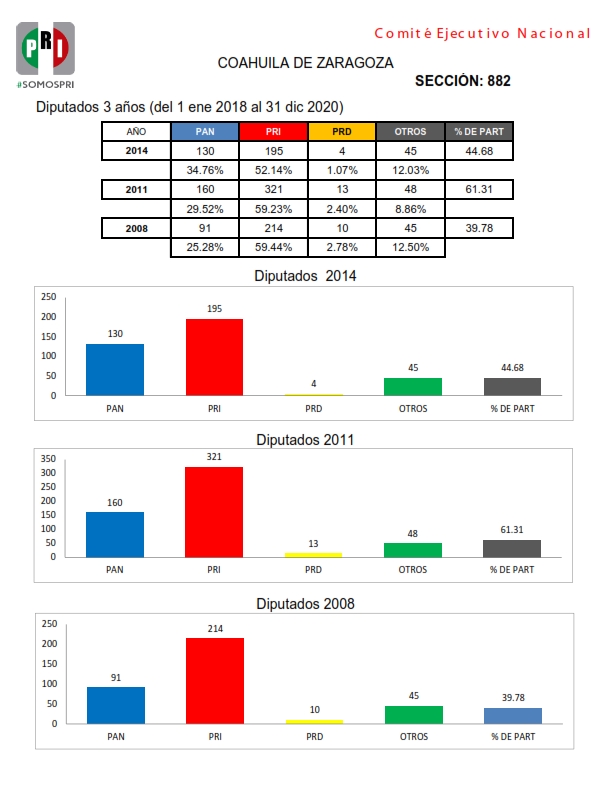 PRI
#SOMOSPRI
Comité Ejecutivo Nacional
COAHUILA DE ZARAGOZA
SECCIÓN: 882
Diputados 3 años (del 1 ene 2018 al 31 dic 2020)
AÑO PAN PRI PRD OTROS % DE PART
2014 130 195 4 45 44.68
34.76% 52.14% 1.07% 12.03%
2011 160 321 13 48 61.31
29.52% 59.23% 2.40% 8.86%
2008 91 214 10 45 39.78
25.28% 59.44% 2.78% 12.50%
Diputados 2014
250
200
150
100
50
0
130 195 4 45 44.68
PAN PRI PRD OTROS % DE PART
Diputados 2011
350
300
250
200
150
100
50
0
160 321 13 48 61.31
PAN PRI PRD OTROS % DE PART
Diputados 2008
250
200
150
100
50
0
91 214 10 45 39.78
PAN PRI PRD OTROS % DE PART